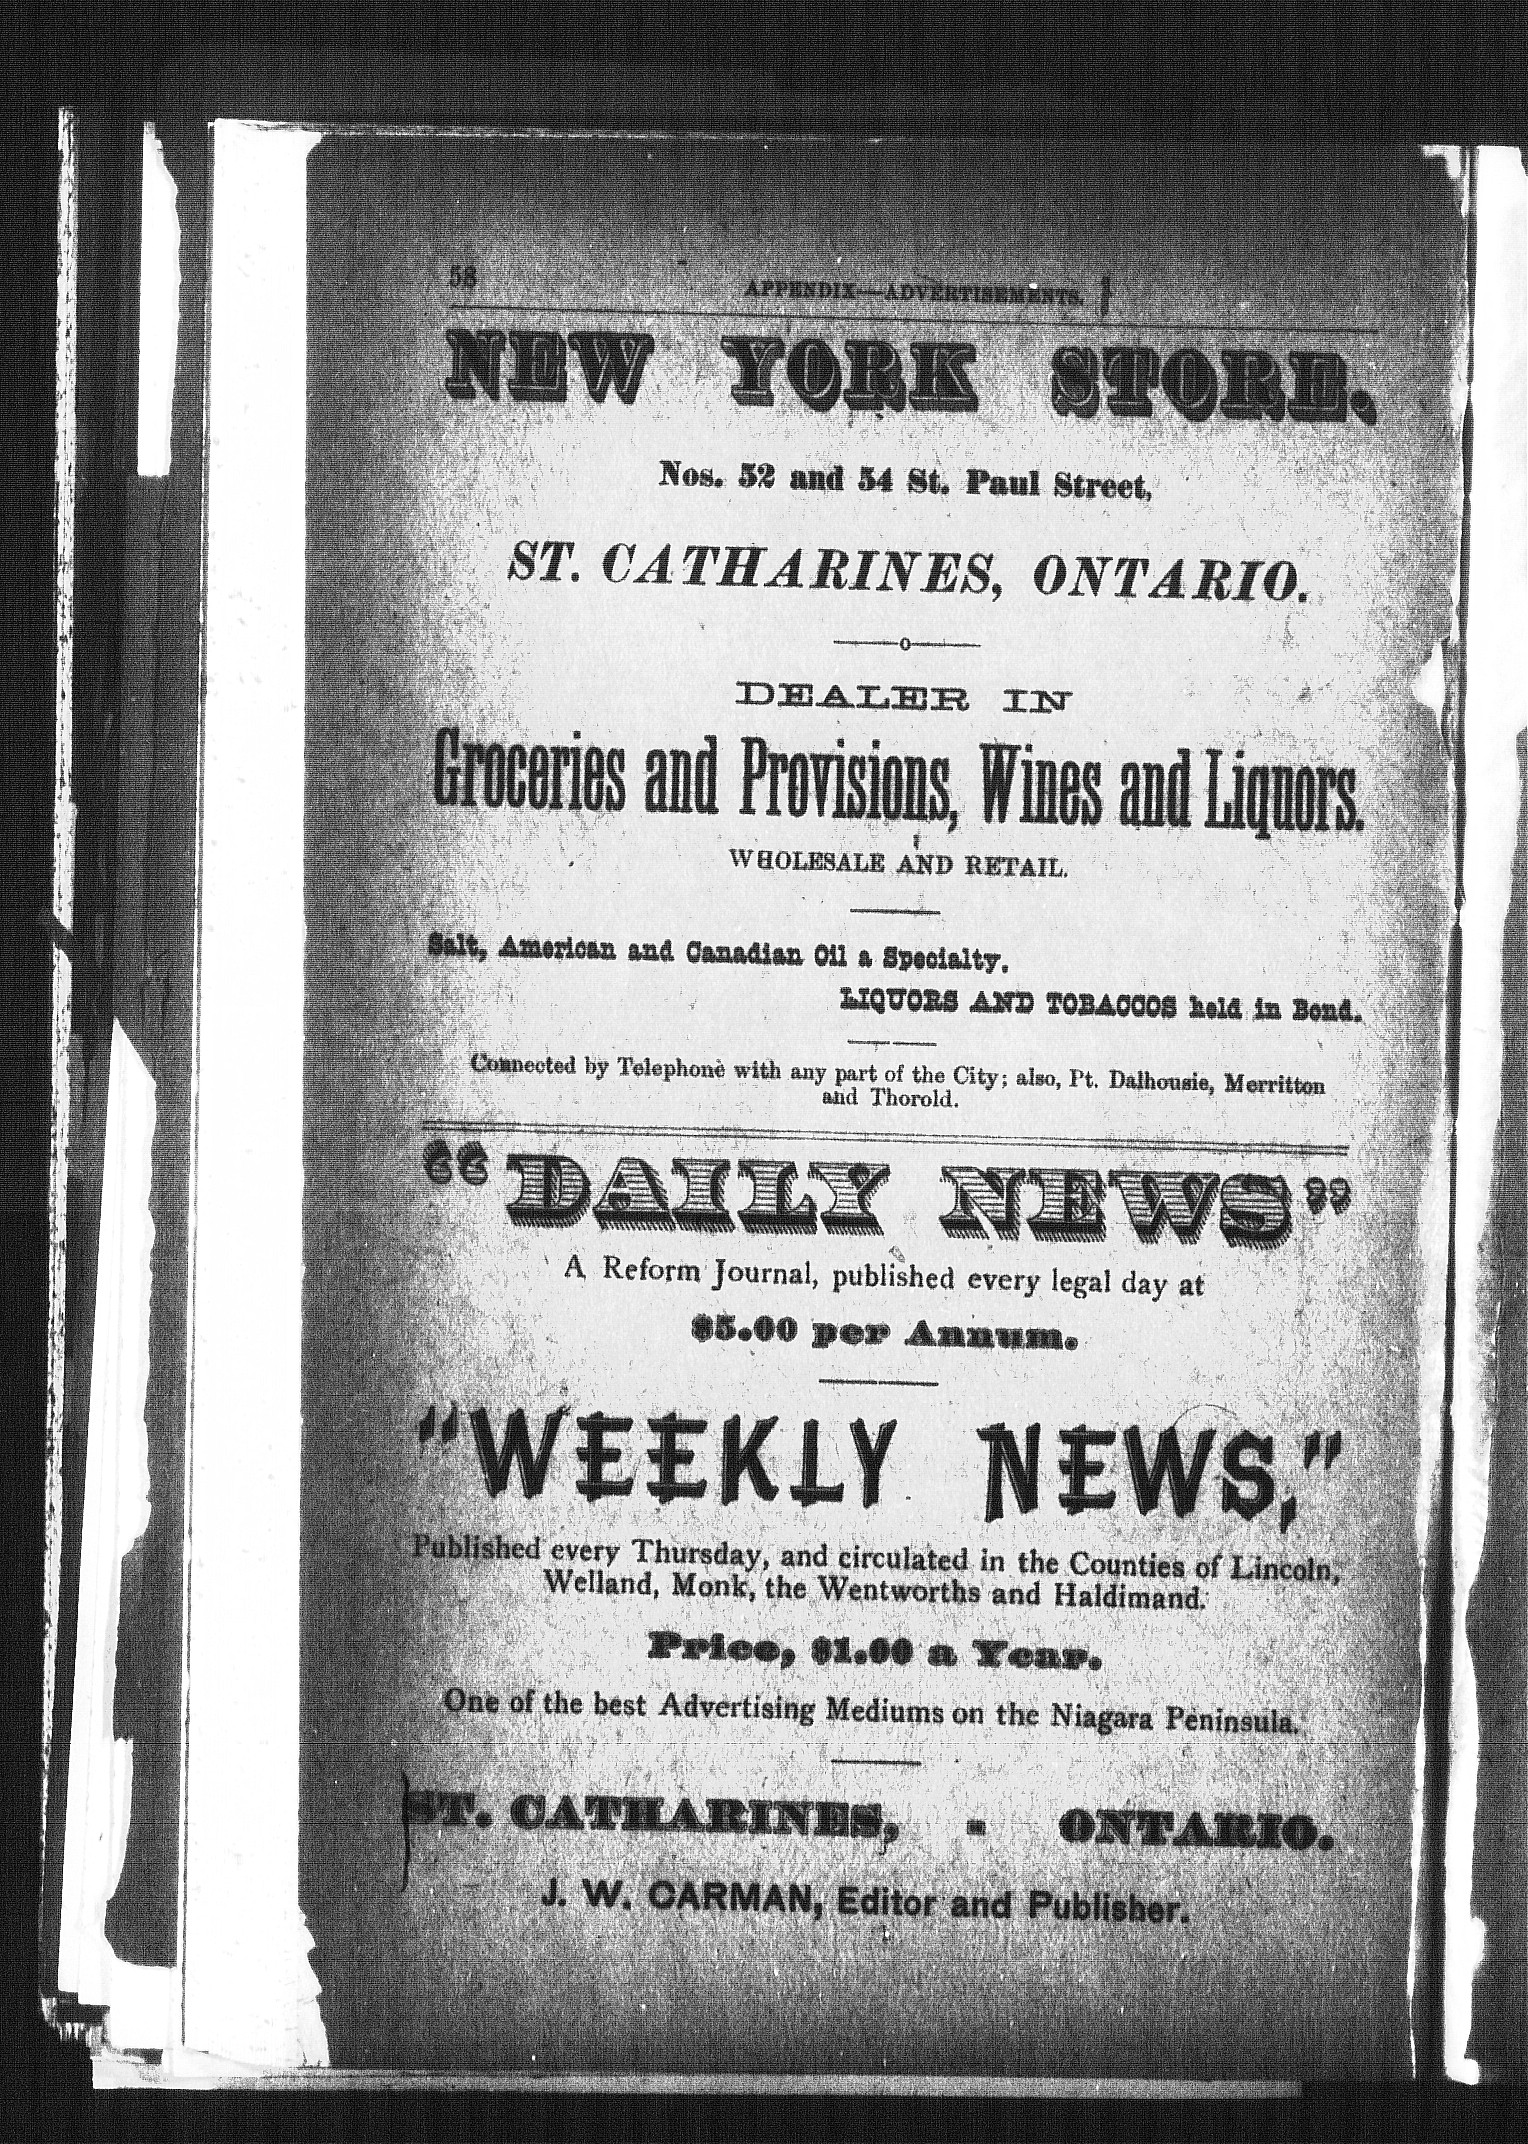 58
APPENDIX—ADVERTISEMENTS.
NEW YORK STORE.
Nos. 52 and 54 St. Paul Street,
ST. CATHARINES, ONTARIO.
o
DEALER IN
Groceries and Provisions, Wines and Liquors.
WHOLESALE AND RETAIL.
Salt, American and Canadian Oil a Specialty.
LIQUORS AND TOBACCOS held in Bond.
Connected by Telephone with any part of the City; also, Pt. Dalhousie, Merritton
and Thorold.
“DAILY NEWS”
A Reform Journal, published every legal day at
$5.00 per Annum.
"WEEKLY NEWS,"
Published every Thursday, and circulated in the Counties of Lincoln,
Welland, Monk, the Wentworths and Haldimand.
Price, $1.00 a Year.
One of the best Advertising Mediums on the Niagara Peninsula.
ST. CATHARINES, - ONTARIO.
J. W. CARMAN, Editor and Publisher.